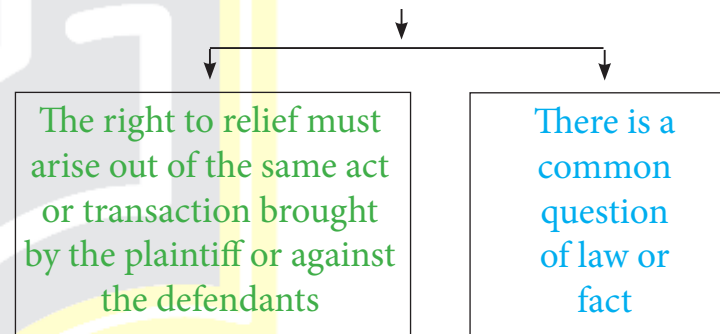 The right to relief must
arise out of the same act
or transaction brought
by the plaintiff or against
the defendants
There is a
common
question
of law or
fact